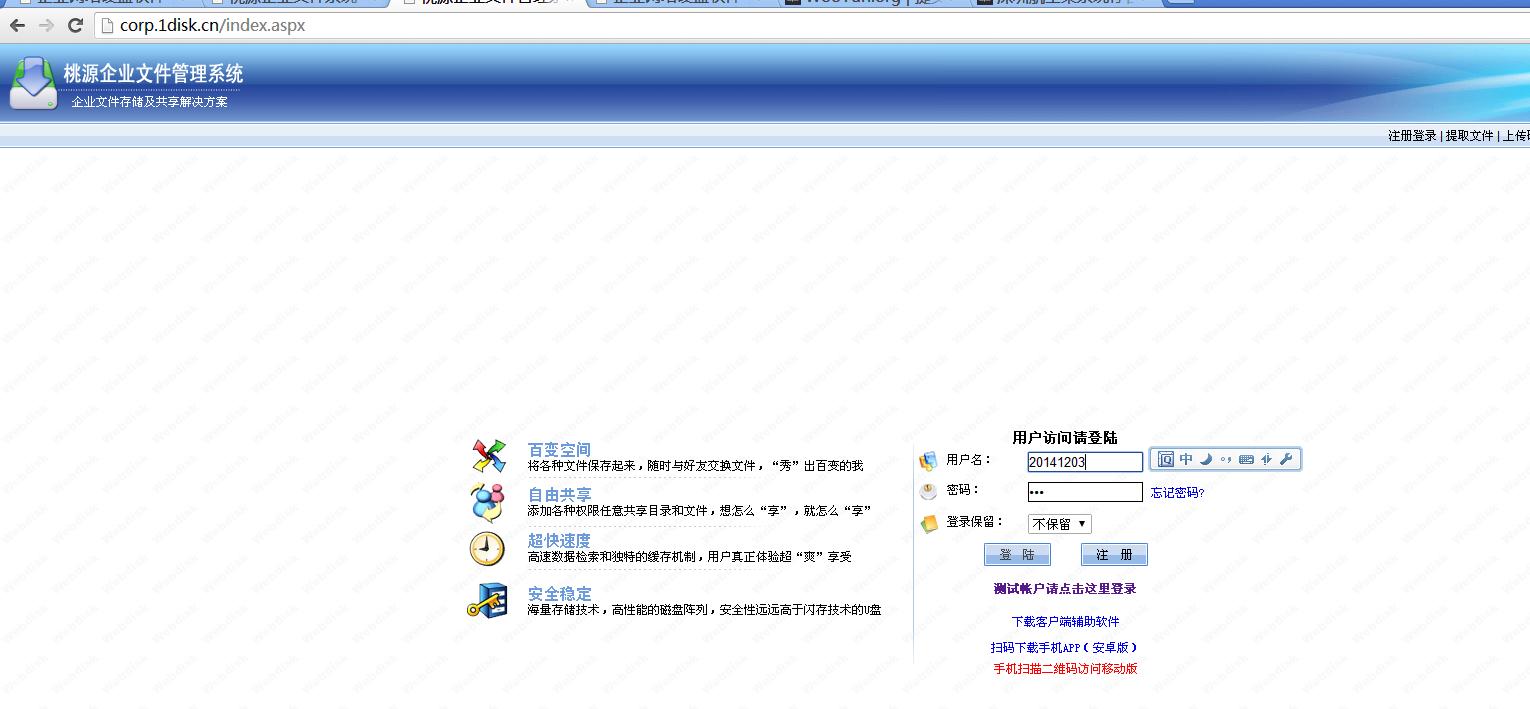 corp.1disk.cn/index.aspx
桃源企业文件管理系统
企业文件存储及共享解决方案
注册登录 | 提取文件 | 上传
用户访问请登陆
百变空间
将各种文件保存起来，随时与好友交换文件，“秀”出百变的我
用户名：
20141203
中
自由共享
添加各种权限任意共享目录和文件，想怎么“享”，就怎么“享”
密码：
•••
忘记密码?
登录保留：
不保留
超快速度
高速数据检索和独特的缓存机制，用户真正体验超“爽”享受
登 陆
注 册
安全稳定
海量存储技术，高性能的磁盘阵列，安全性远远高于闪存技术的U盘
测试帐户请点击这里登录
下载客户端辅助软件
扫码下载手机APP（安卓版）
手机扫描二维码访问移动版